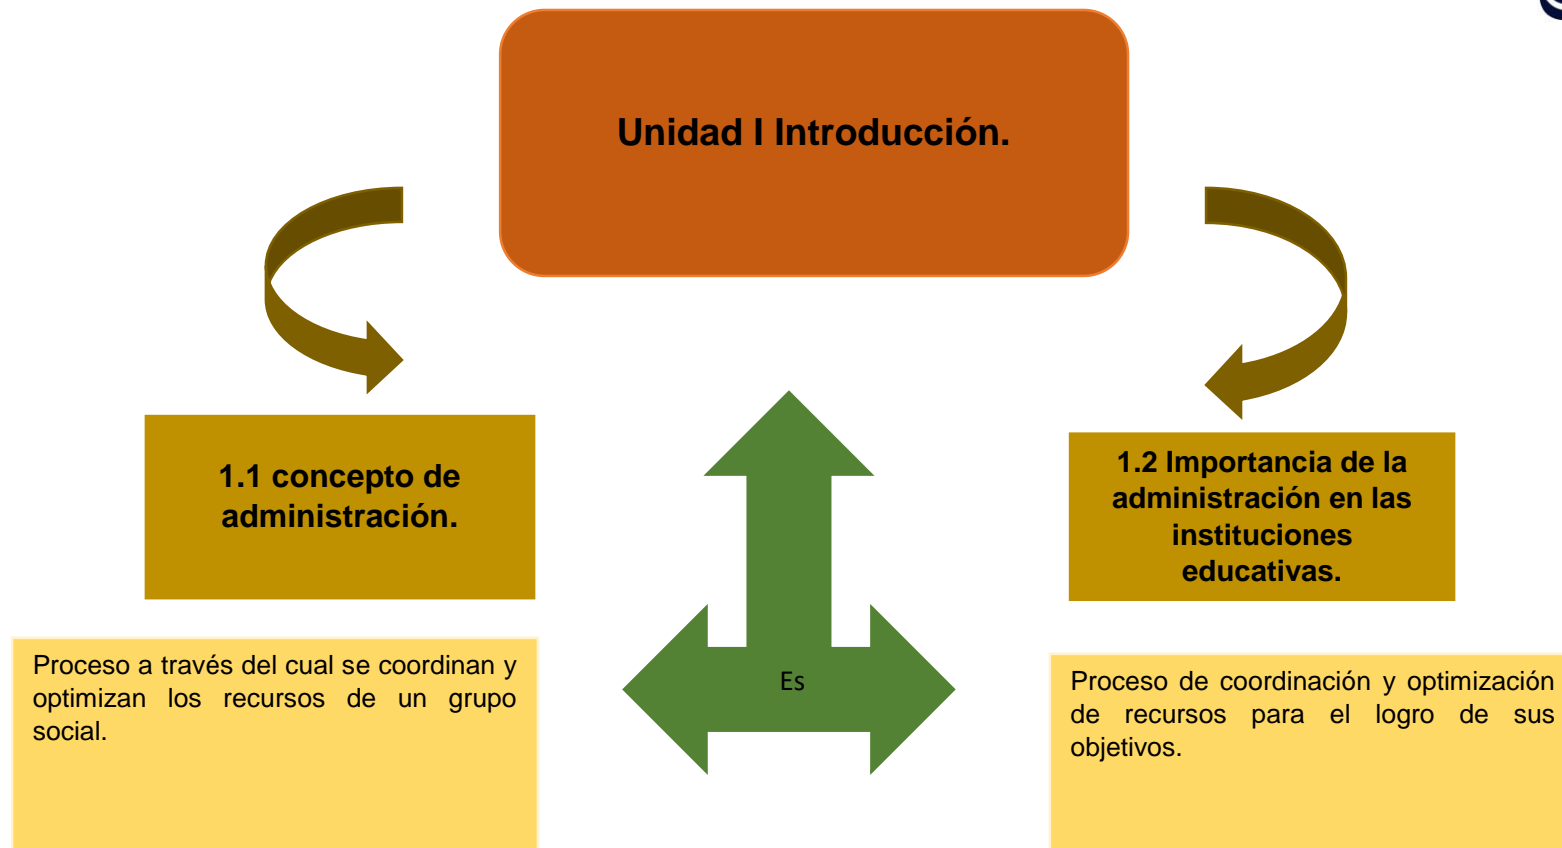 Unidad I Introducción.
1.1 concepto de
administración.
1.2 Importancia de la
administración en las
instituciones
educativas.
Proceso a través del cual se coordinan y
optimizan los recursos de un grupo
social.
Es
Proceso de coordinación y optimización
de recursos para el logro de sus
objetivos.